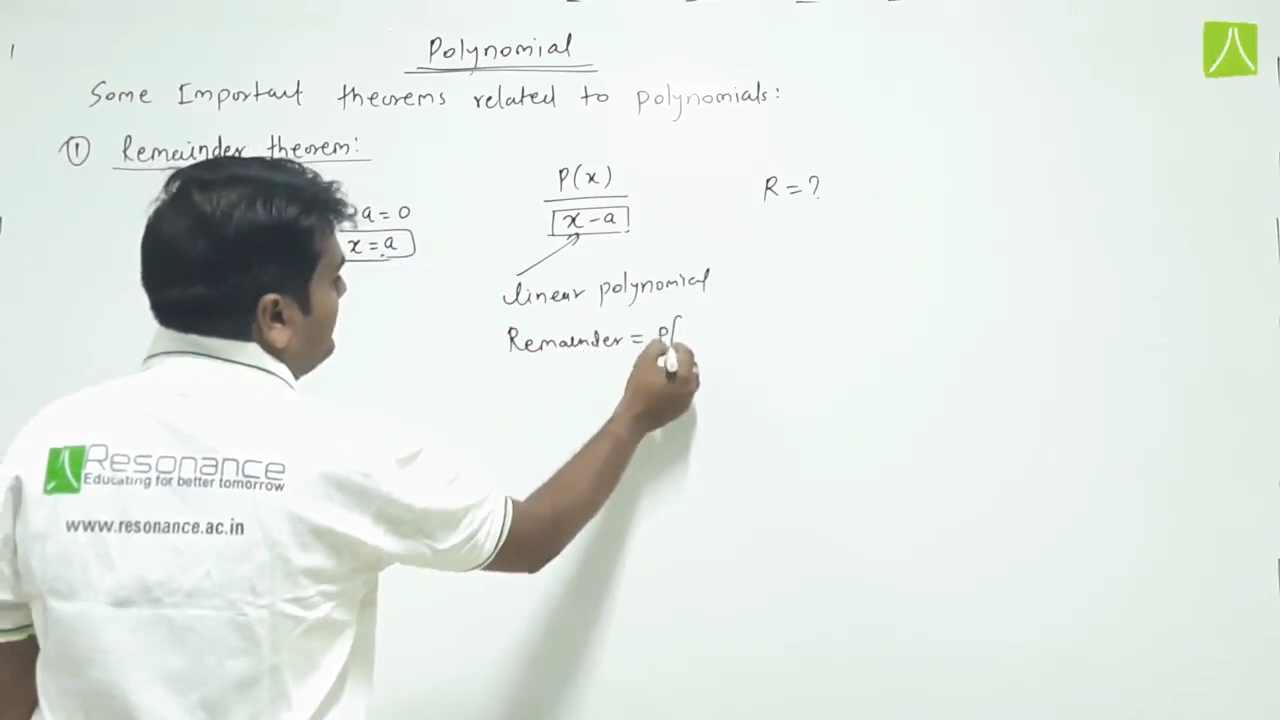 Polynomial
Some Important theorems related to polynomials:
① Remainder theorem:
P(x)
x-a
R=?
a=0
x=a
linear polynomial
Remainder = P(
Resonance
Educating for better tomorrow
www.resonance.ac.in